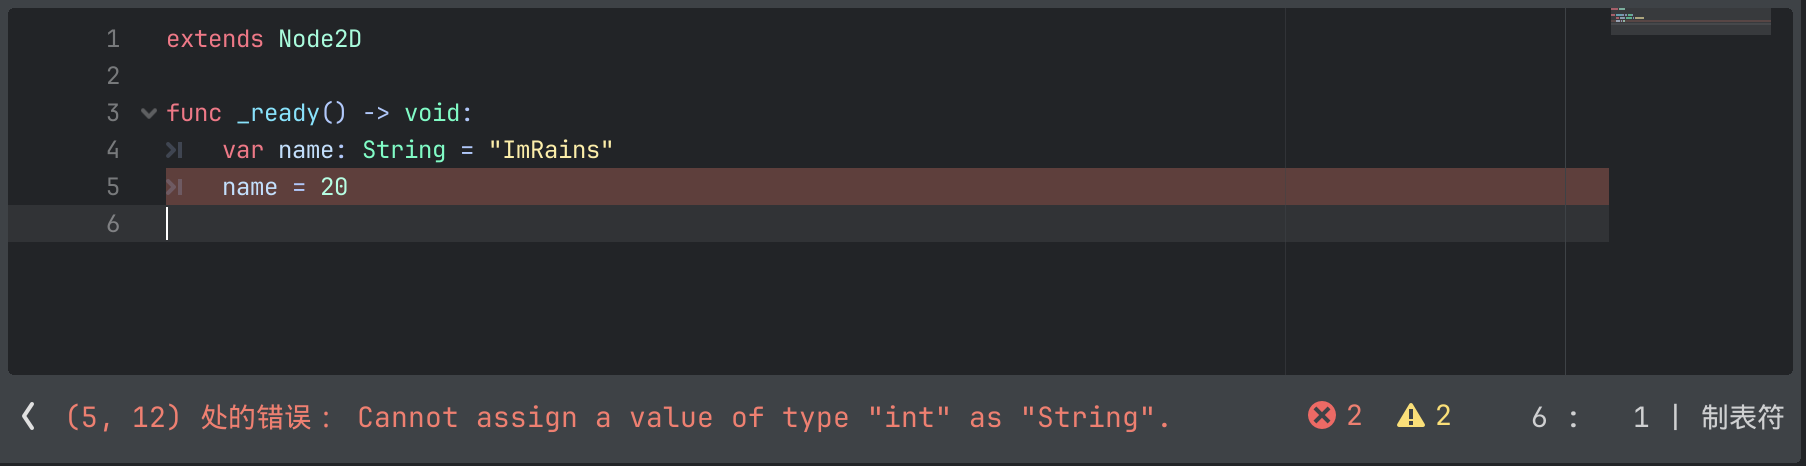 1 extends Node2D
2
3 func _ready() -> void:
4 var name: String = "ImRains"
5 name = 20
6
(5, 12) 处的错误： Cannot assign a value of type "int" as "String". 2 2 6 : 1 | 制表符